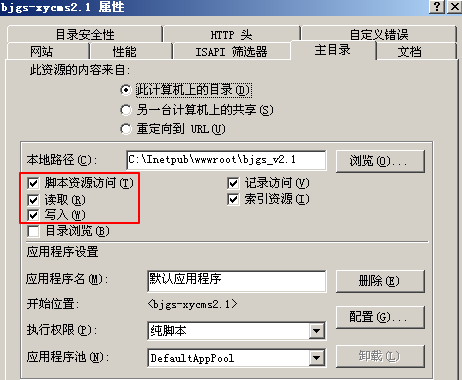 bjgs-xycms2.1 属性
目录安全性 HTTP 头 自定义错误
网站 性能 ISAPI 筛选器 主目录 文档
此资源的内容来自:
此计算机上的目录(D)
另一台计算机上的共享(S)
重定向到 URL(U)
本地路径(C): C:\Inetpub\wwwroot\bjgs_v2.1 浏览(O)...
脚本资源访问(T) 记录访问(V)
读取(R) 索引资源(I)
写入(W)
目录浏览(B)
应用程序设置
应用程序名(M): 默认应用程序 删除(E)
开始位置: <bjgs-xycms2.1> 配置(G)...
执行权限(P): 纯脚本
应用程序池(N): DefaultAppPool 卸载(L)